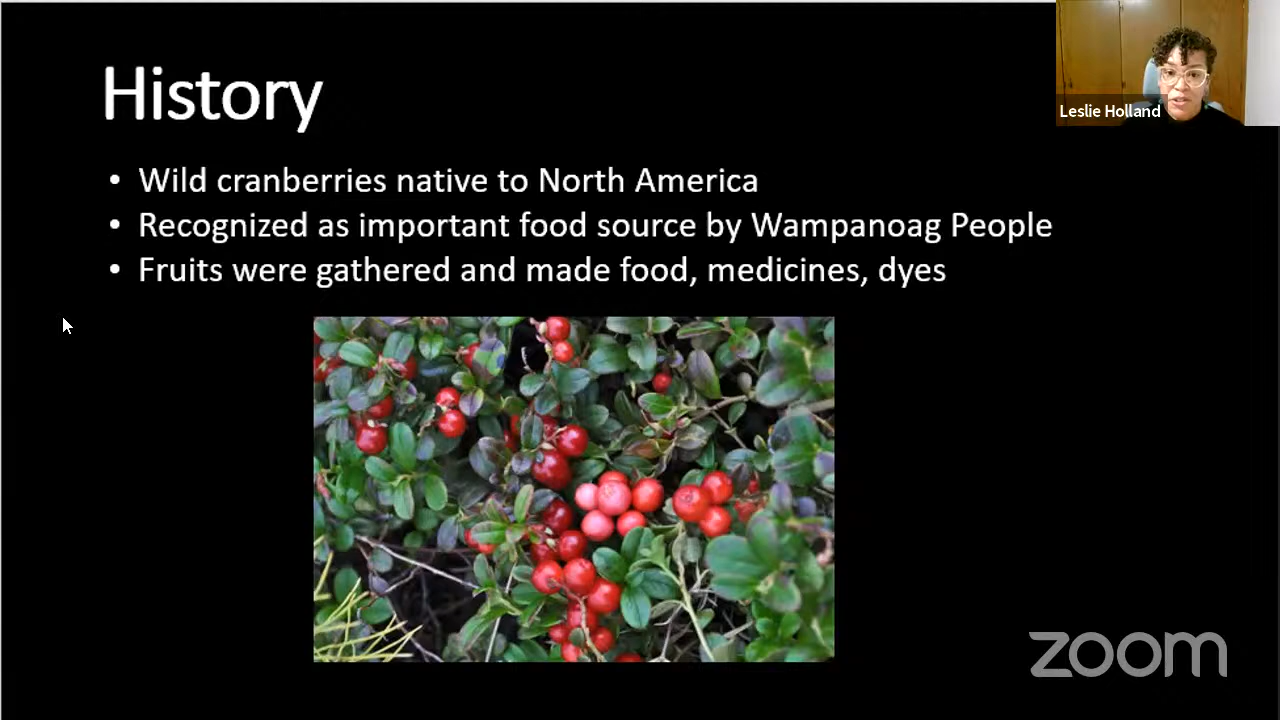 History
Leslie Holland
• Wild cranberries native to North America
• Recognized as important food source by Wampanoag People
• Fruits were gathered and made food, medicines, dyes
zoom